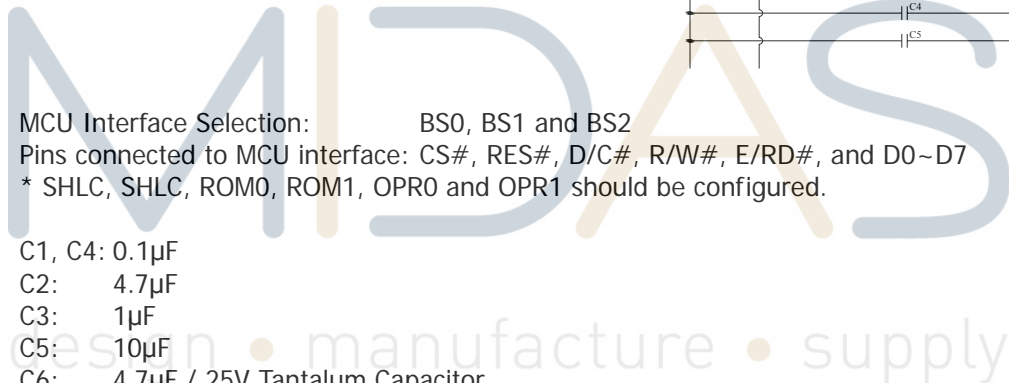 C4
C5
MCU Interface Selection: BS0, BS1 and BS2
Pins connected to MCU interface: CS#, RES#, D/C#, R/W#, E/RD#, and D0~D7
* SHLC, SHLC, ROM0, ROM1, OPR0 and OPR1 should be configured.
MIDAS
C1, C4: 0.1µF
C2: 4.7µF
C3: 1µF
C5: 10µF
design • manufacture • supply
C6: 4.7µF / 25V Tantalum Capacitor